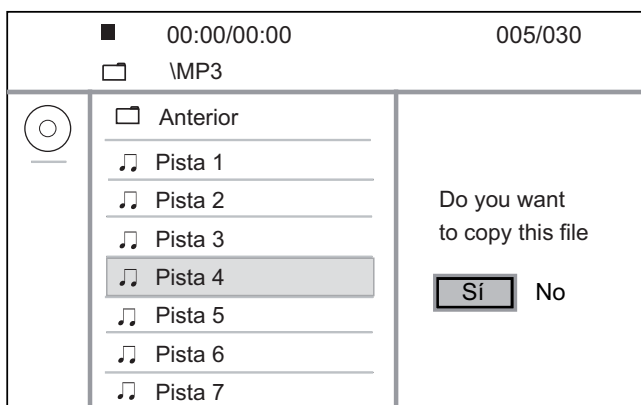 00:00/00:00 005/030
\MP3
Anterior
Pista 1
Pista 2
Pista 3
Pista 4
Pista 5
Pista 6
Pista 7
Do you want
to copy this file
Sí No